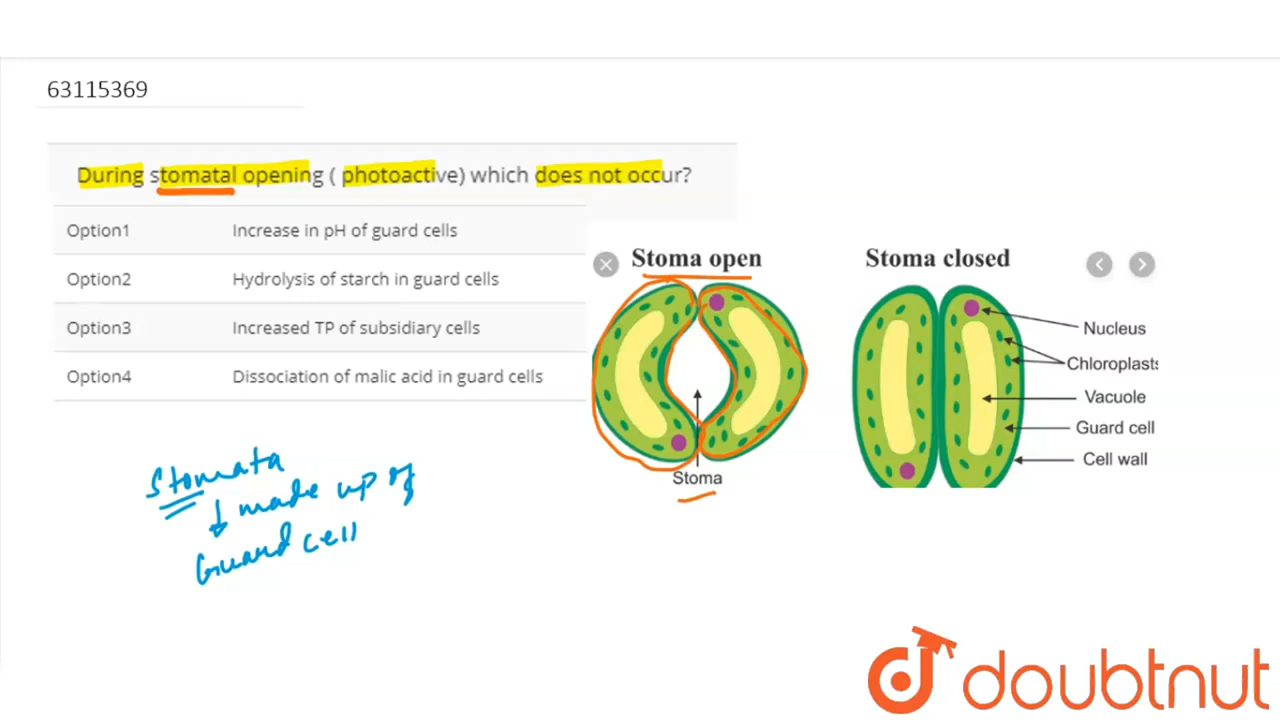 63115369
During stomatal opening ( photoactive) which does not occur?
Option1 Increase in pH of guard cells
Option2 Hydrolysis of starch in guard cells
Option3 Increased TP of subsidiary cells
Option4 Dissociation of malic acid in guard cells
Stoma open
Stoma closed
Nucleus
Chloroplasts
Vacuole
Guard cell
Cell wall
Stoma
Stomata
made up of
Guard cell
doubtnut